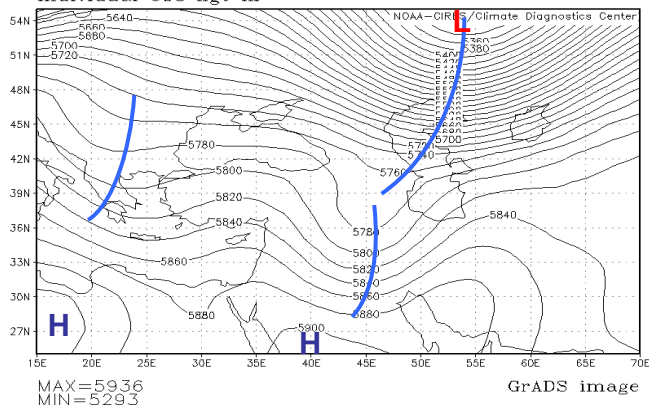 NOAA-CIRES/Climate Diagnostics Center
L
54N
51N
48N
45N
42N
39N
36N
33N
30N
27N
5640
5660
5680
5700
5720
5360
5380
5700
5740
5760
5780
5800
5820
5840
5860
5880
5840
5780
5800
5820
5840
5860
5880
5900
H
H
15E 20E 25E 30E 35E 40E 45E 50E 55E 60E 65E 70E
MAX=5936
MIN=5293
GrADS image